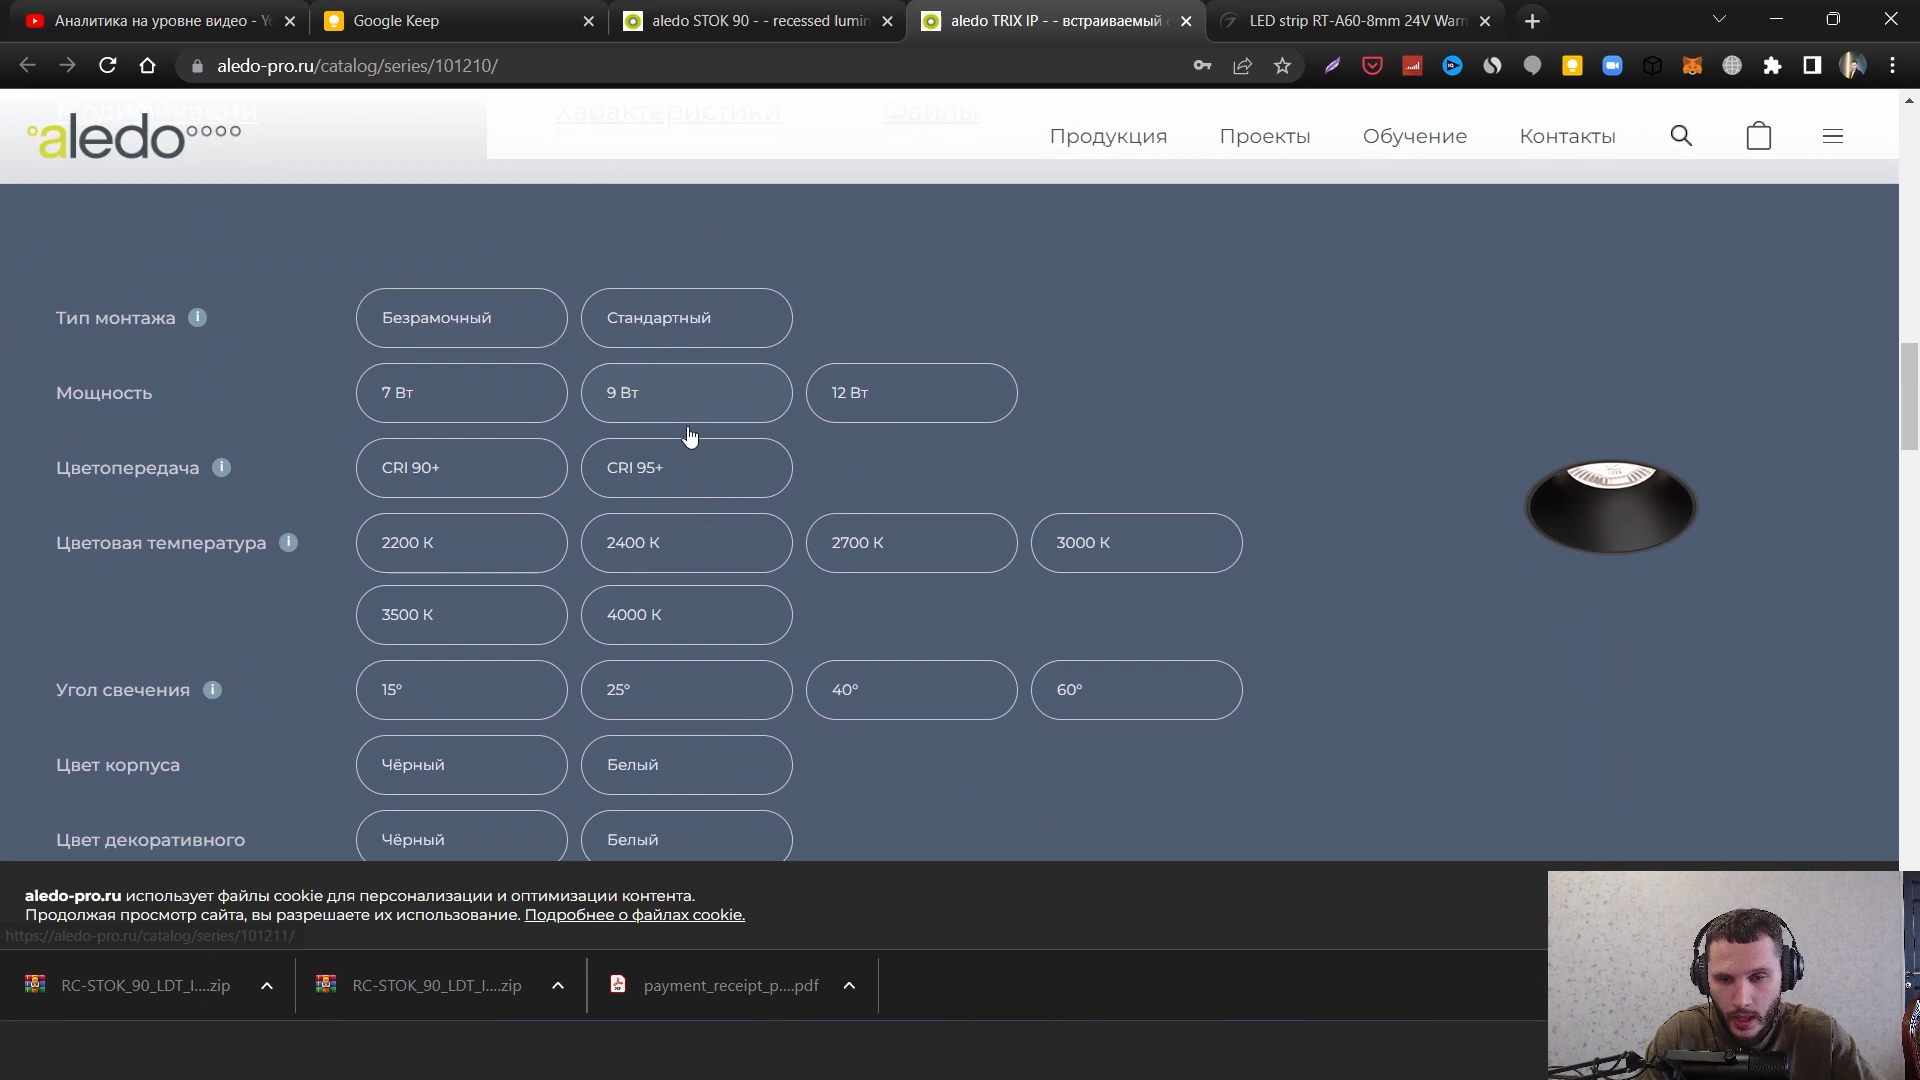 Аналитика на уровне видео - Yo
Google Keep
aledo STOK 90 - - recessed lumin
aledo TRIX IP - - встраиваемый с
LED strip RT-A60-8mm 24V Warm
aledo-pro.ru/catalog/series/101210/
Модификации
Характеристики
Файлы
aledo
Продукция
Проекты
Обучение
Контакты
Тип монтажа
Безрамочный
Стандартный
Мощность
7 Вт
9 Вт
12 Вт
Цветопередача
CRI 90+
CRI 95+
Цветовая температура
2200 К
2400 К
2700 К
3000 К
3500 К
4000 К
Угол свечения
15°
25°
40°
60°
Цвет корпуса
Чёрный
Белый
Цвет декоративного
Чёрный
Белый
aledo-pro.ru использует файлы cookie для персонализации и оптимизации контента.
Продолжая просмотр сайта, вы разрешаете их использование. Подробнее о файлах cookie.
https://aledo-pro.ru/catalog/series/101211/
RC-STOK_90_LDT_I....zip
RC-STOK_90_LDT_I....zip
payment_receipt_p....pdf